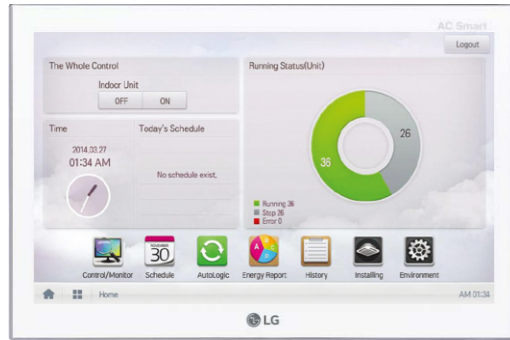 AC Smart
Logout
The Whole Control
Indoor Unit
OFF ON
Running Status(Unit)
26
36
Running 36
Stop 26
Error 0
Time
2014.03.27
01:34 AM
Today's Schedule
No schedule exist.
NOVEMBER
30
Control/Monitor
Schedule
AutoLogic
Energy Report
History
Installing
Environment
Home
AM 01:34
LG